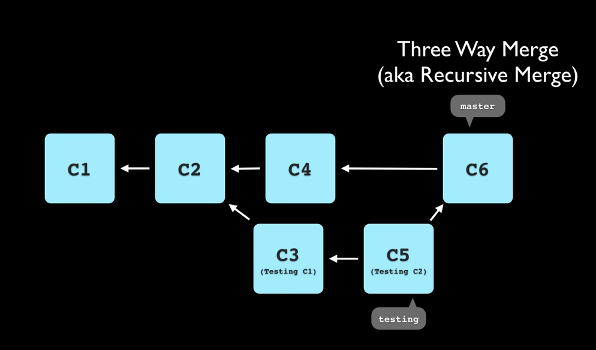 Three Way Merge
(aka Recursive Merge)
master
C1
C2
C4
C6
C3
(Testing C1)
C5
(Testing C2)
testing